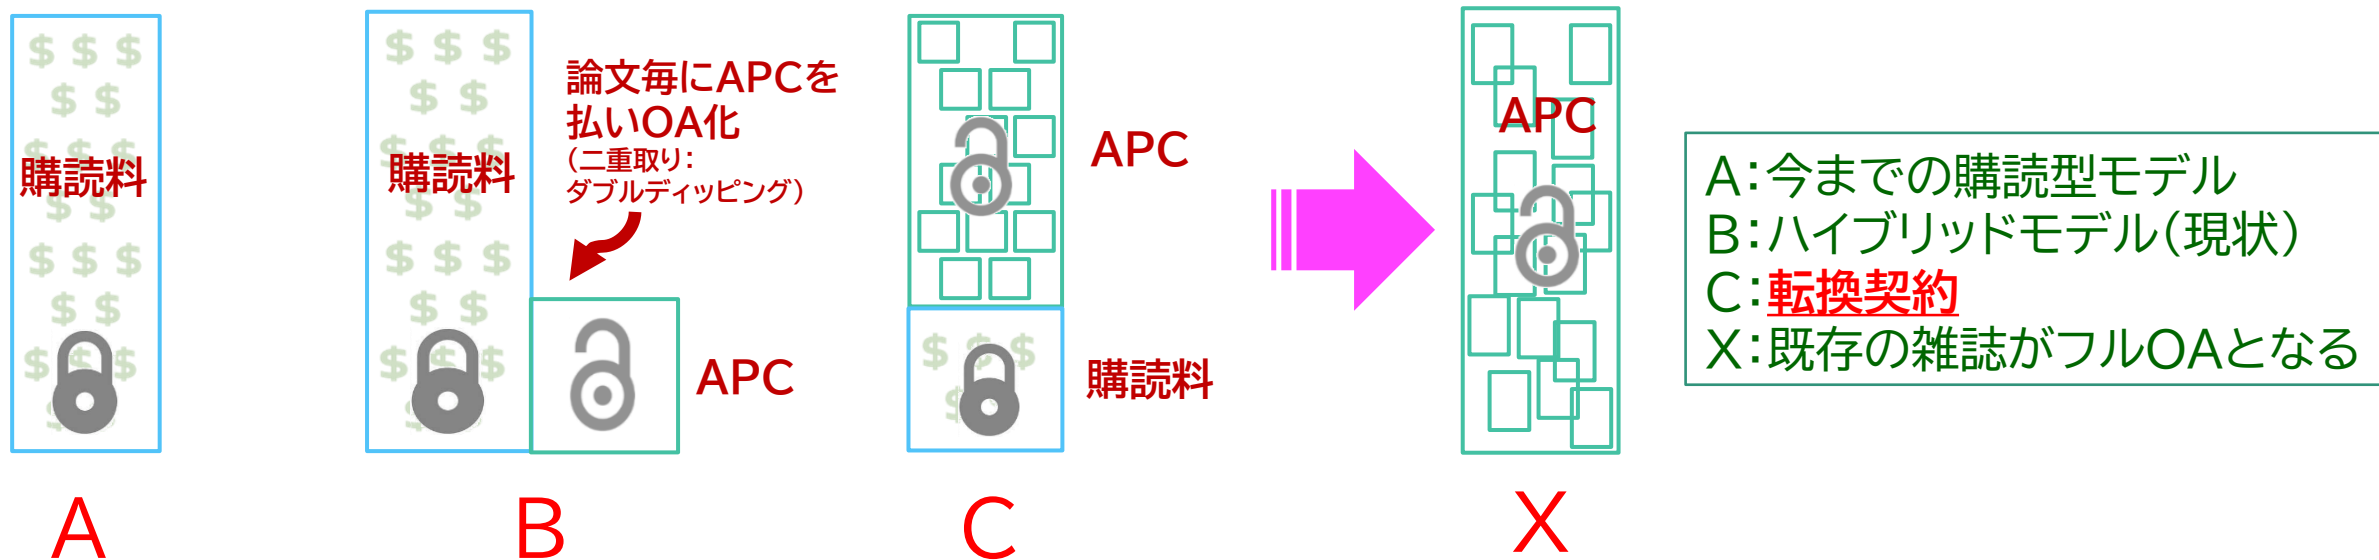 購読料
A
購読料
論文毎にAPCを
払いOA化
（二重取り：
ダブルディッピング）
APC
B
APC
購読料
C
APC
X
A：今までの購読型モデル
B：ハイブリッドモデル（現状）
C：転換契約
X：既存の雑誌がフルOAとなる